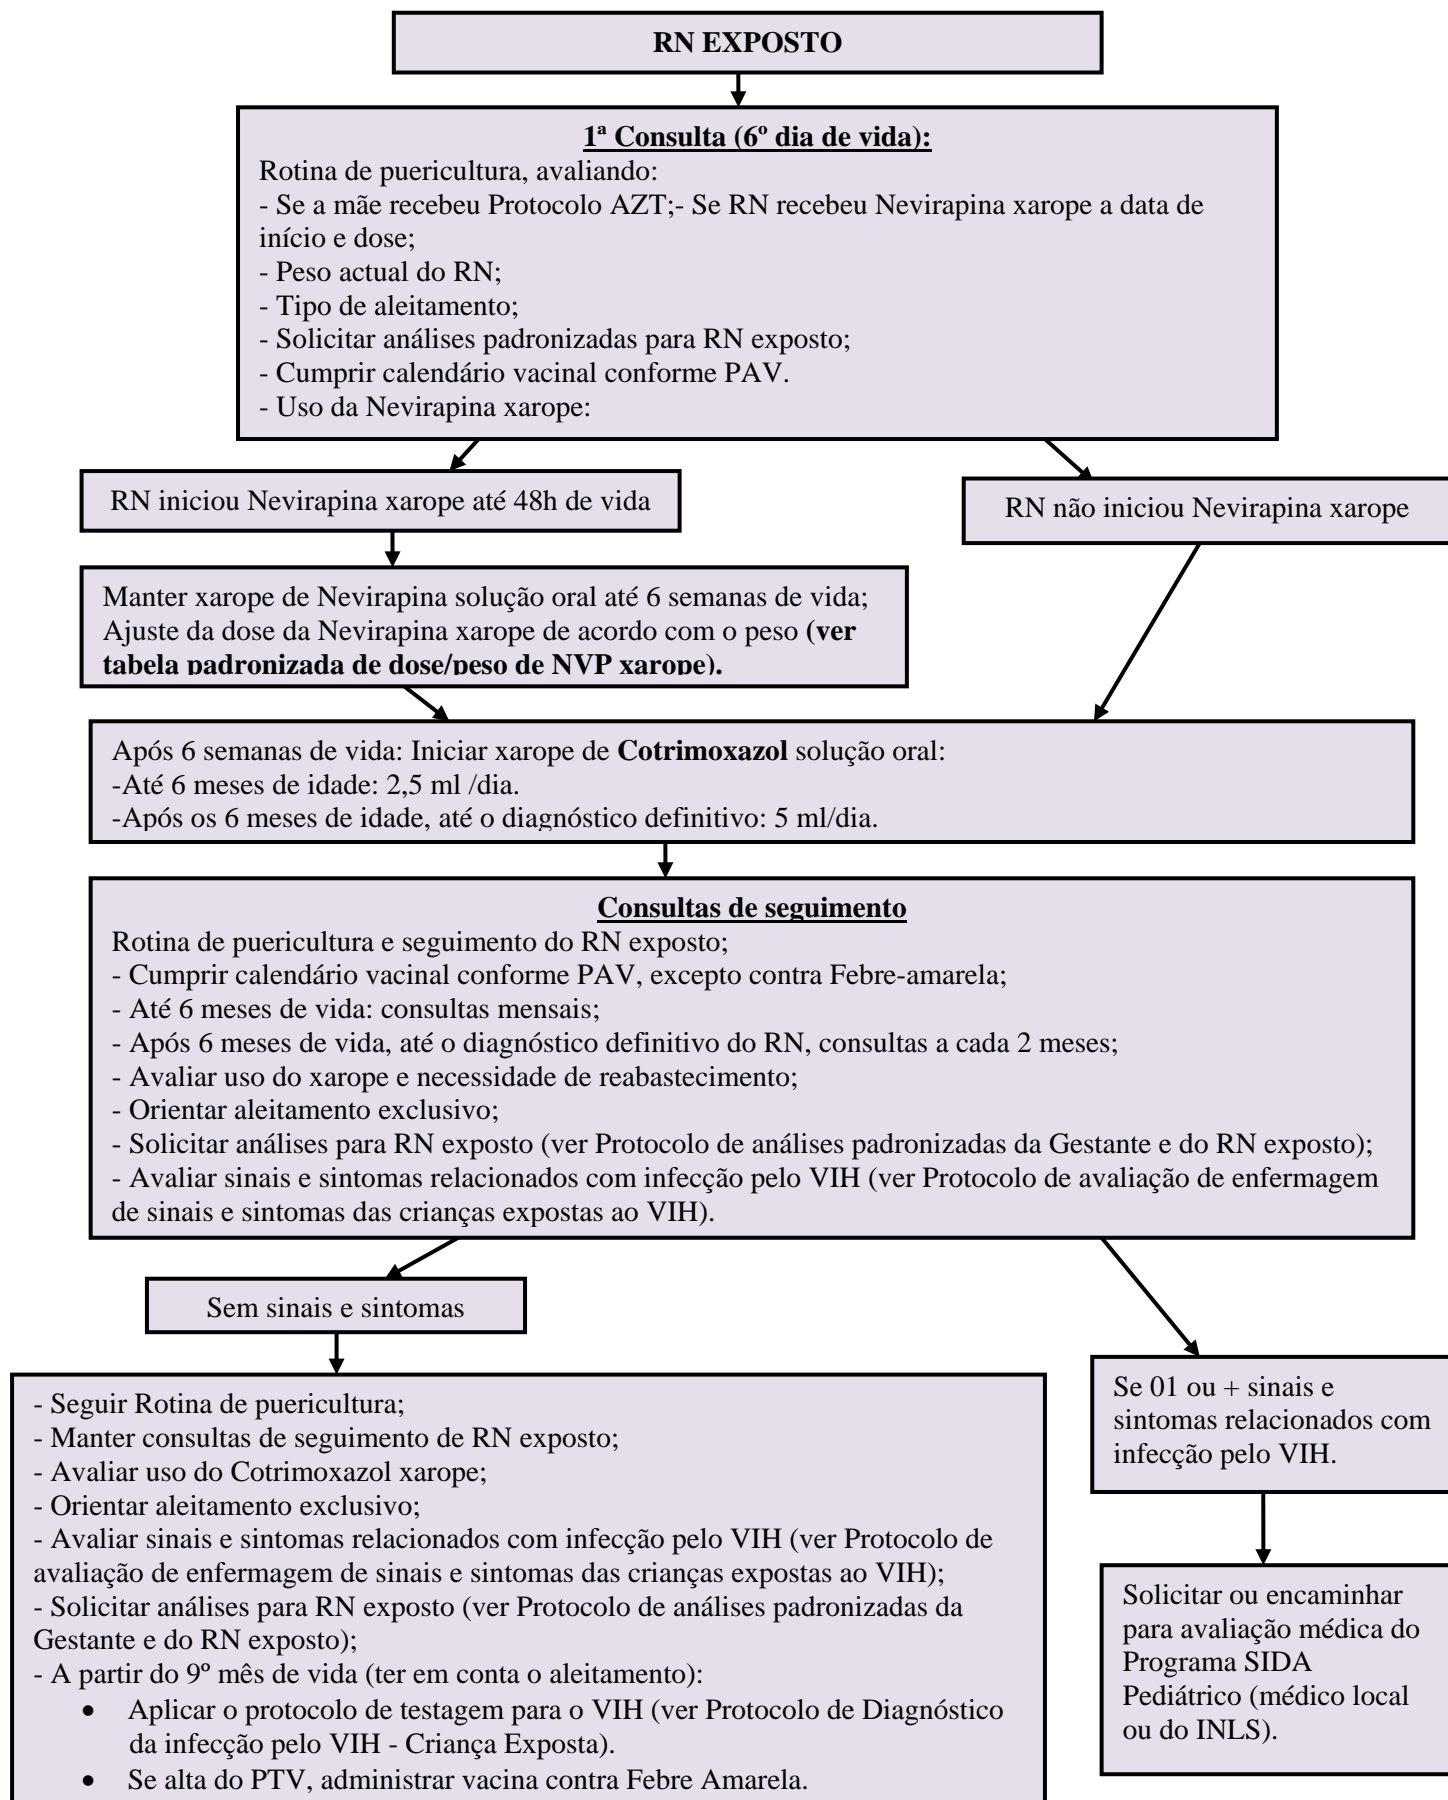 RN EXPOSTO
1ª Consulta (6º dia de vida):
Rotina de puericultura, avaliando:
- Se a mãe recebeu Protocolo AZT;- Se RN recebeu Nevirapina xarope a data de
início e dose;
- Peso actual do RN;
- Tipo de aleitamento;
- Solicitar análises padronizadas para RN exposto;
- Cumprir calendário vacinal conforme PAV.
- Uso da Nevirapina xarope:
RN iniciou Nevirapina xarope até 48h de vida
RN não iniciou Nevirapina xarope
Manter xarope de Nevirapina solução oral até 6 semanas de vida;
Ajuste da dose da Nevirapina xarope de acordo com o peso (ver
tabela padronizada de dose/peso de NVP xarope).
Após 6 semanas de vida: Iniciar xarope de Cotrimoxazol solução oral:
-Até 6 meses de idade: 2,5 ml /dia.
-Após os 6 meses de idade, até o diagnóstico definitivo: 5 ml/dia.
Consultas de seguimento
Rotina de puericultura e seguimento do RN exposto;
- Cumprir calendário vacinal conforme PAV, excepto contra Febre-amarela;
- Até 6 meses de vida: consultas mensais;
- Após 6 meses de vida, até o diagnóstico definitivo do RN, consultas a cada 2 meses;
- Avaliar uso do xarope e necessidade de reabastecimento;
- Orientar aleitamento exclusivo;
- Solicitar análises para RN exposto (ver Protocolo de análises padronizadas da Gestante e do RN exposto);
- Avaliar sinais e sintomas relacionados com infecção pelo VIH (ver Protocolo de avaliação de enfermagem
de sinais e sintomas das crianças expostas ao VIH).
Sem sinais e sintomas
- Seguir Rotina de puericultura;
- Manter consultas de seguimento de RN exposto;
- Avaliar uso do Cotrimoxazol xarope;
- Orientar aleitamento exclusivo;
- Avaliar sinais e sintomas relacionados com infecção pelo VIH (ver Protocolo de
avaliação de enfermagem de sinais e sintomas das crianças expostas ao VIH);
- Solicitar análises para RN exposto (ver Protocolo de análises padronizadas da
Gestante e do RN exposto);
- A partir do 9º mês de vida (ter em conta o aleitamento):
• Aplicar o protocolo de testagem para o VIH (ver Protocolo de Diagnóstico
da infecção pelo VIH - Criança Exposta).
• Se alta do PTV, administrar vacina contra Febre Amarela.
Se 01 ou + sinais e
sintomas relacionados com
infecção pelo VIH.
Solicitar ou encaminhar
para avaliação médica do
Programa SIDA
Pediátrico (médico local
ou do INLS).